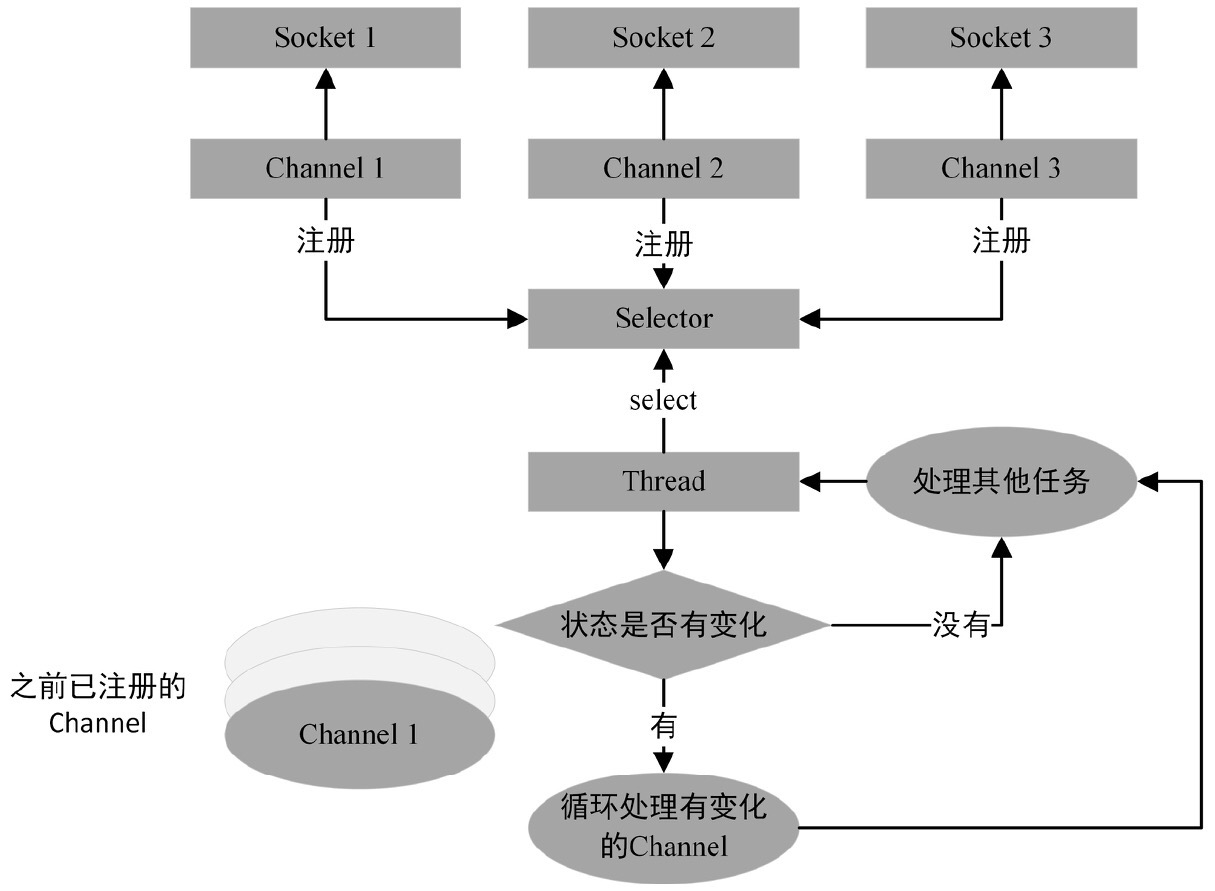 Socket 1
Socket 2
Socket 3
Channel 1
Channel 2
Channel 3
注册
注册
注册
Selector
select
Thread
处理其他任务
状态是否有变化
没有
之前已注册的
Channel
Channel 1
有
循环处理有变化
的Channel